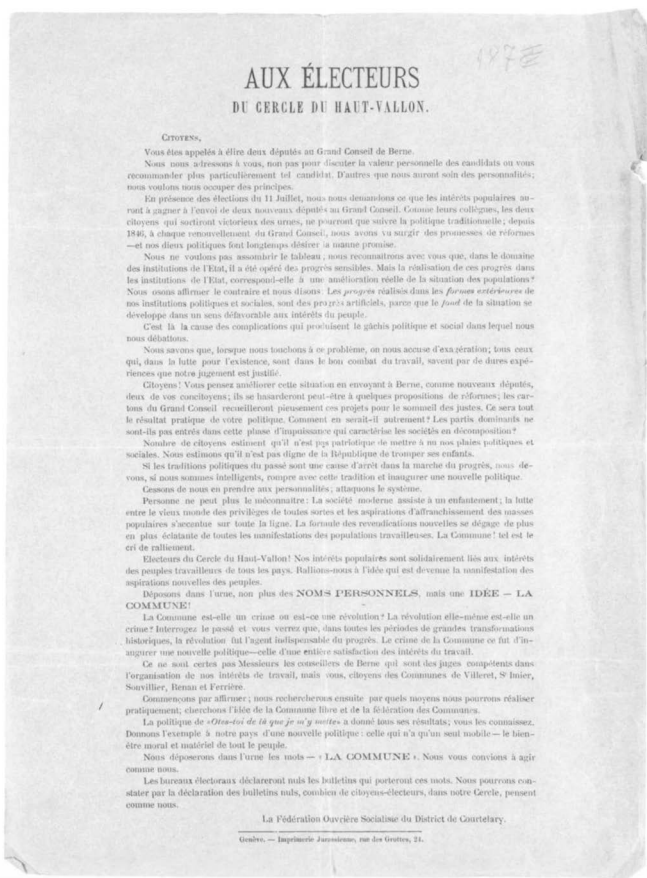 187
AUX ÉLECTEURS
DU CERCLE DU HAUT-VALLON.
CITOYENS,
Vous êtes appelés à élire deux députés au Grand Conseil de Berne.
Nous nous adressons à vous, non pas pour discuter la valeur personnelle des candidats ou vous
recommander plus particulièrement tel candidat. D'autres que nous auront soin des personnalités;
nous voulons nous occuper des principes.
En présence des élections du 11 Juillet, nous nous demandons ce que les intérêts populaires au-
ront à gagner à l'envoi de deux nouveaux députés au Grand Conseil. Comme leurs collègues, les deux
citoyens qui sortiront victorieux des urnes, ne pourront que suivre la politique traditionnelle; depuis
1846, à chaque renouvellement du Grand Conseil, nous avons vu surgir des promesses de réformes
—et nos dieux politiques font longtemps désirer la manne promise.
Nous ne voulons pas assombrir le tableau; nous reconnaîtrons avec vous que, dans le domaine
des institutions de l'Etat, il a été opéré des progrès sensibles. Mais la réalisation de ces progrès dans
les institutions de l'Etat, correspond-elle à une amélioration réelle de la situation des populations?
Nous osons affirmer le contraire et nous disons: Les progrès réalisés dans les formes extérieures de
nos institutions politiques et sociales, sont des progrès artificiels, parce que le fond de la situation se
développe dans un sens défavorable aux intérêts du peuple.
C'est là la cause des complications qui produisent le gâchis politique et social dans lequel nous
nous débattons.
Nous savons que, lorsque nous touchons à ce problème, on nous accuse d'exagération; tous ceux
qui, dans la lutte pour l'existence, sont dans le bon combat du travail, savent par de dures expé-
riences que notre jugement est justifié.
Citoyens! Vous pensez améliorer cette situation en envoyant à Berne, comme nouveaux députés,
deux de vos concitoyens; ils se hasarderont peut-être à quelques propositions de réformes; les car-
tons du Grand Conseil recueilleront pieusement ces projets pour le sommeil des justes. Ce sera tout
le résultat pratique de votre politique. Comment en serait-il autrement? Les partis dominants ne
sont-ils pas entrés dans cette phase d'impuissance qui caractérise les sociétés en décomposition?
Nombre de citoyens estiment qu'il n'est pas patriotique de mettre à nu nos plaies politiques et
sociales. Nous estimons qu'il n'est pas digne de la République de tromper ses enfants.
Si les traditions politiques du passé sont une cause d'arrêt dans la marche du progrès, nous de-
vons, si nous sommes intelligents, rompre avec cette tradition et inaugurer une nouvelle politique.
Cessons de nous en prendre aux personnalités; attaquons le système.
Personne ne peut plus le méconnaître: La société moderne assiste à un enfantement; la lutte
entre le vieux monde des privilèges de toutes sortes et les aspirations d'affranchissement des masses
populaires s'accentue sur toute la ligne. La formule des revendications nouvelles se dégage de plus
en plus éclatante de toutes les manifestations des populations travailleuses. La Commune! tel est le
cri de ralliement.
Electeurs du Cercle du Haut-Vallon! Nos intérêts populaires sont solidairement liés aux intérêts
des peuples travailleurs de tous les pays. Rallions-nous à l'idée qui est devenue la manifestation des
aspirations nouvelles des peuples.
Déposons dans l'urne, non plus des NOMS PERSONNELS, mais une IDÉE — LA
COMMUNE!
La Commune est-elle un crime ou est-ce une révolution? La révolution elle-même est-elle un
crime? Interrogez le passé et vous verrez que, dans toutes les périodes de grandes transformations
historiques, la révolution fut l'agent indispensable du progrès. Le crime de la Commune ce fut d'in-
augurer une nouvelle politique—celle d'une entière satisfaction des intérêts du travail.
Ce ne sont certes pas Messieurs les conseillers de Berne qui sont des juges compétents dans
l'organisation de nos intérêts de travail, mais vous, citoyens des Communes de Villeret, St Imier,
Sonvillier, Renan et Ferrière.
Commençons par affirmer; nous rechercherons ensuite par quels moyens nous pourrons réaliser
pratiquement; cherchons l'idée de la Commune libre et de la fédération des Communes.
La politique de «Otes-toi de là que je m'y mette» a donné tous ses résultats; vous les connaissez.
Donnons l'exemple à notre pays d'une nouvelle politique: celle qui n'a qu'un seul mobile— le bien-
être moral et matériel de tout le peuple.
Nous déposerons dans l'urne les mots — « LA COMMUNE ». Nous vous convions à agir
comme nous.
Les bureaux électoraux déclareront nuls les bulletins qui porteront ces mots. Nous pourrons con-
stater par la déclaration des bulletins nuls, combien de citoyens-électeurs, dans notre Cercle, pensent
comme nous.
La Fédération Ouvrière Socialiste du District de Courtelary.
Genève. — Imprimerie Jurassienne, rue des Grottes, 24.